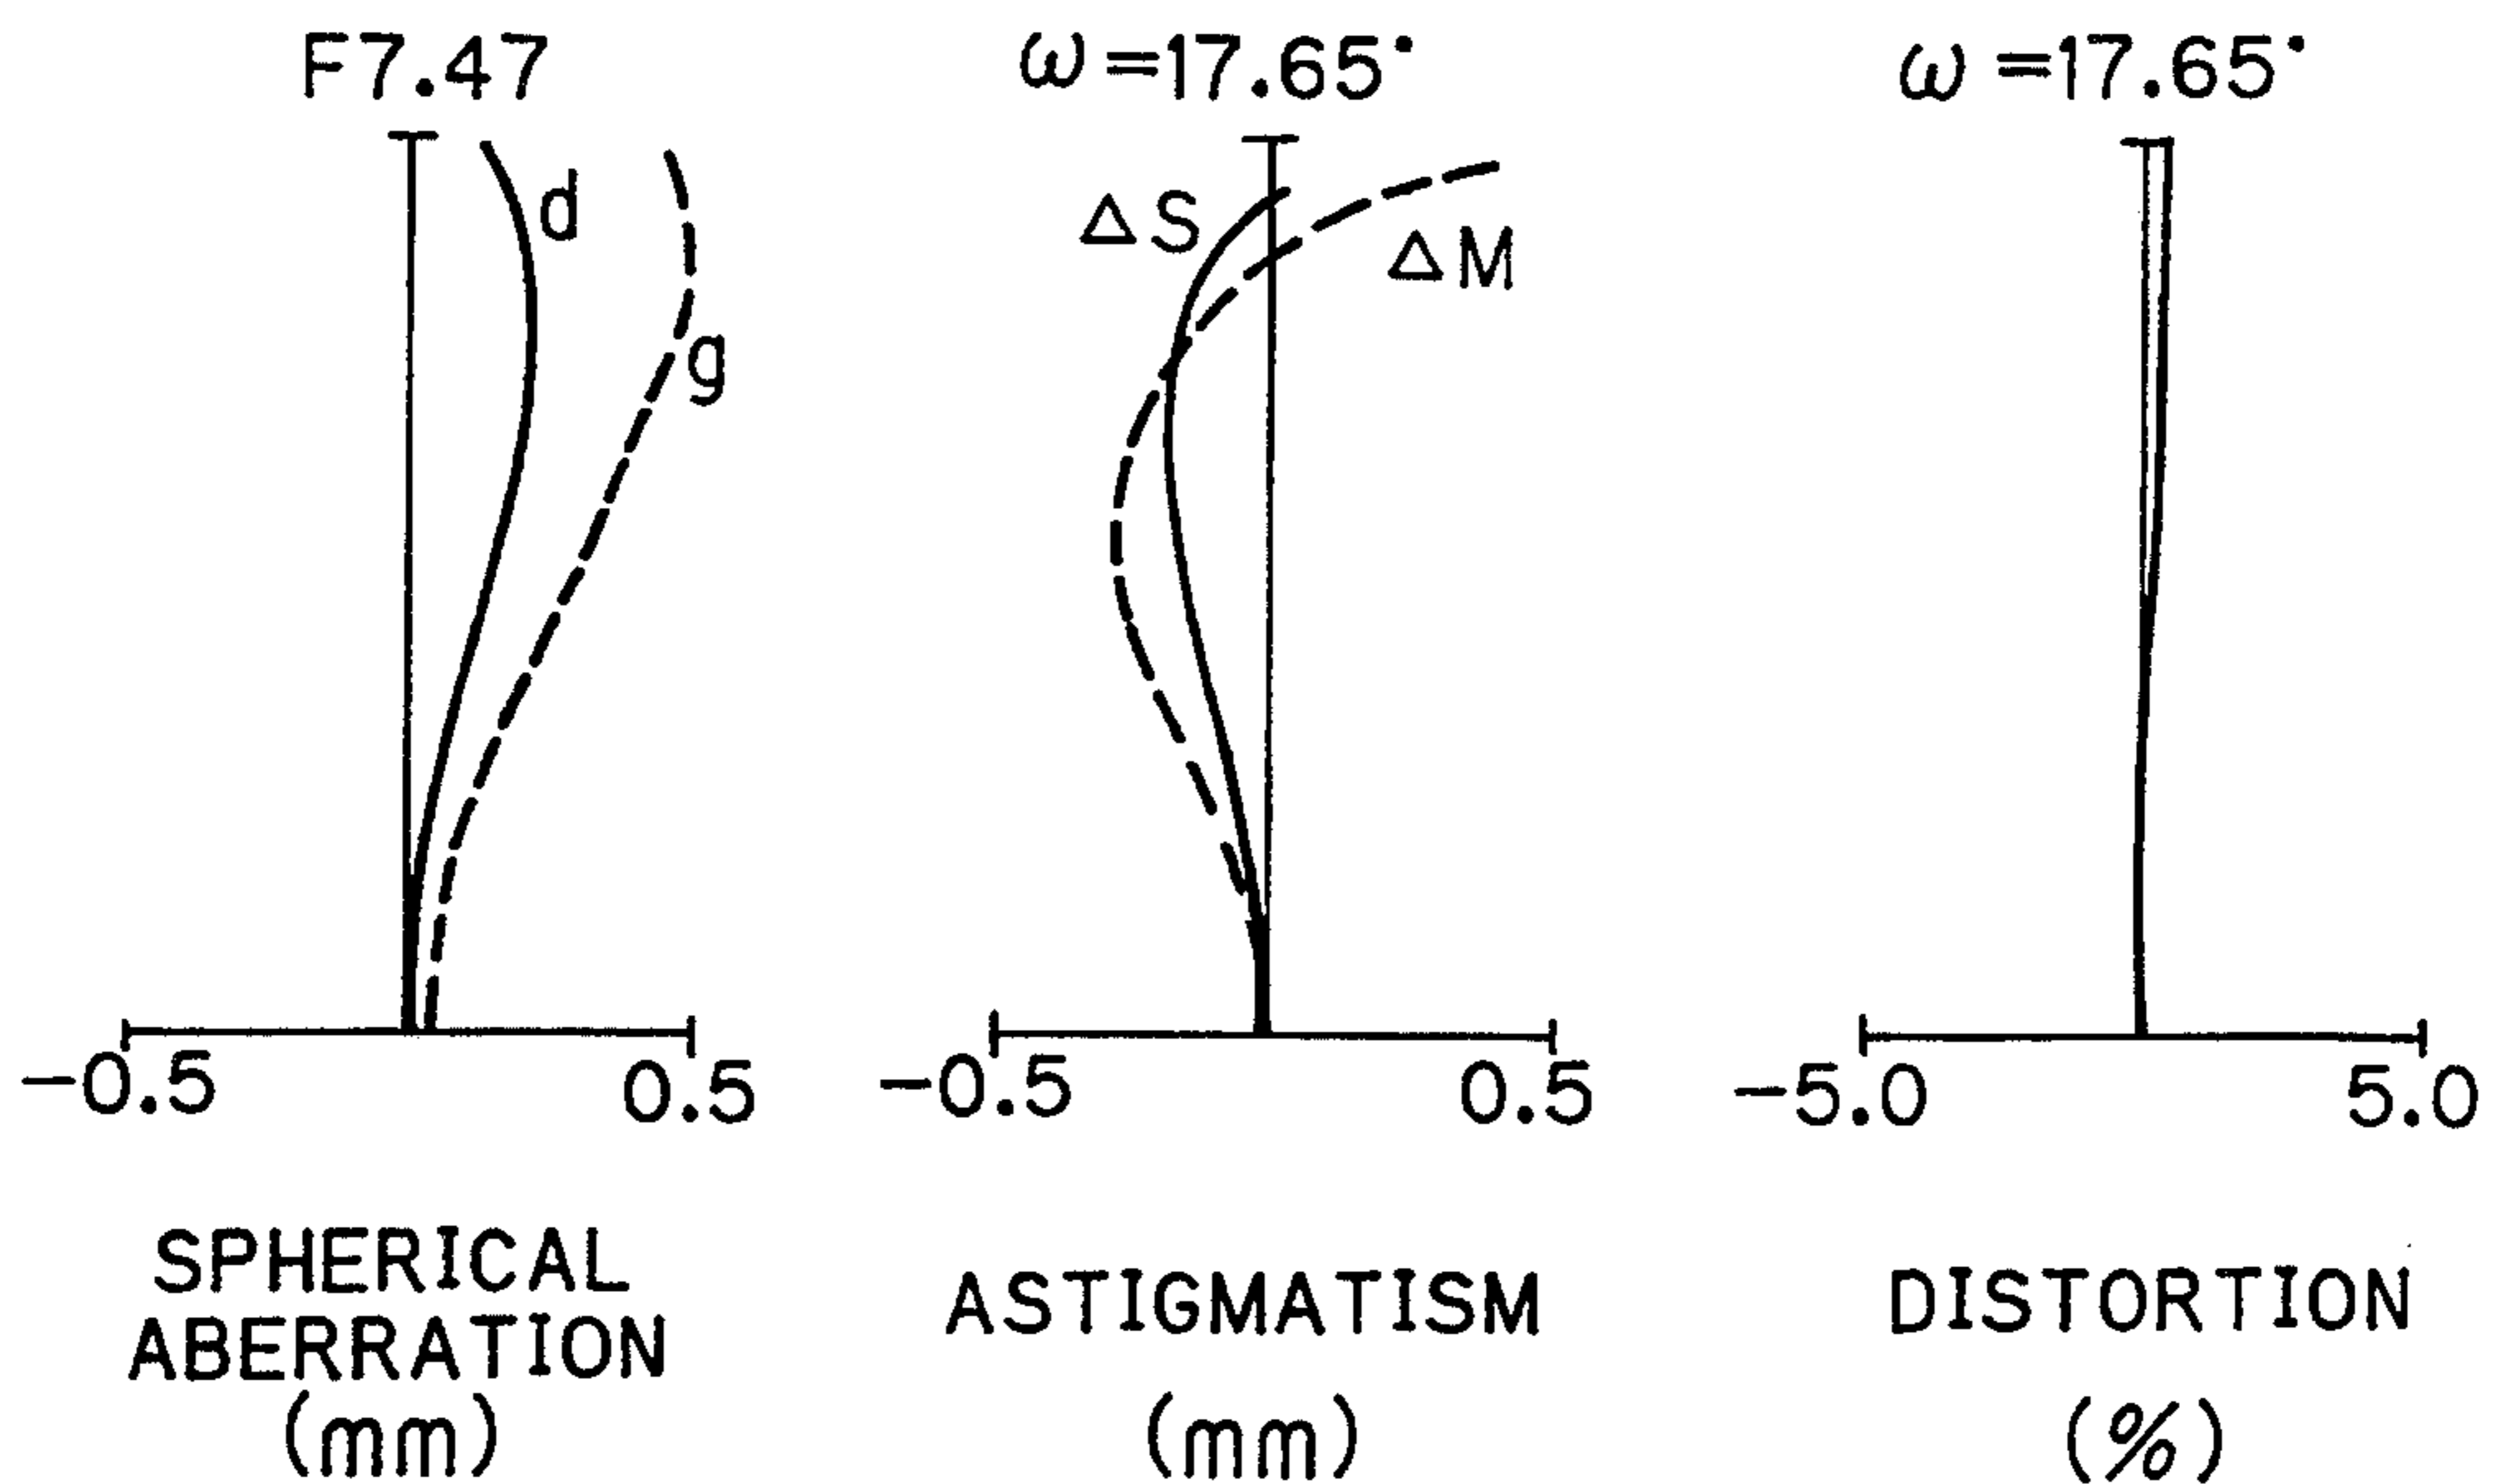 F7.47
d
g
-0.5 0.5
SPHERICAL
ABERRATION
(mm)
ω=17.65°
ΔS
ΔM
-0.5 0.5
ASTIGMATISM
(mm)
ω=17.65°
-5.0 5.0
DISTORTION
(%)